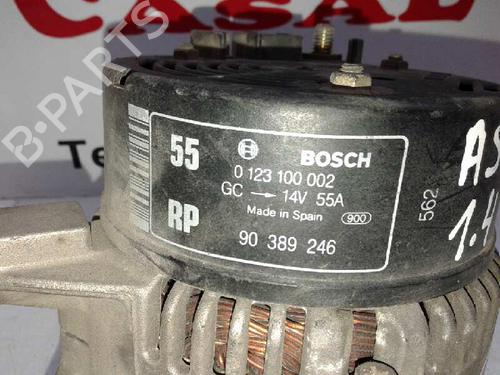 CASAL
B-PARTS
Te
55
BOSCH
0 123 100 002
GC → 14V 55A
Made in Spain 900
RP
90 389 246
562
AS
1.4